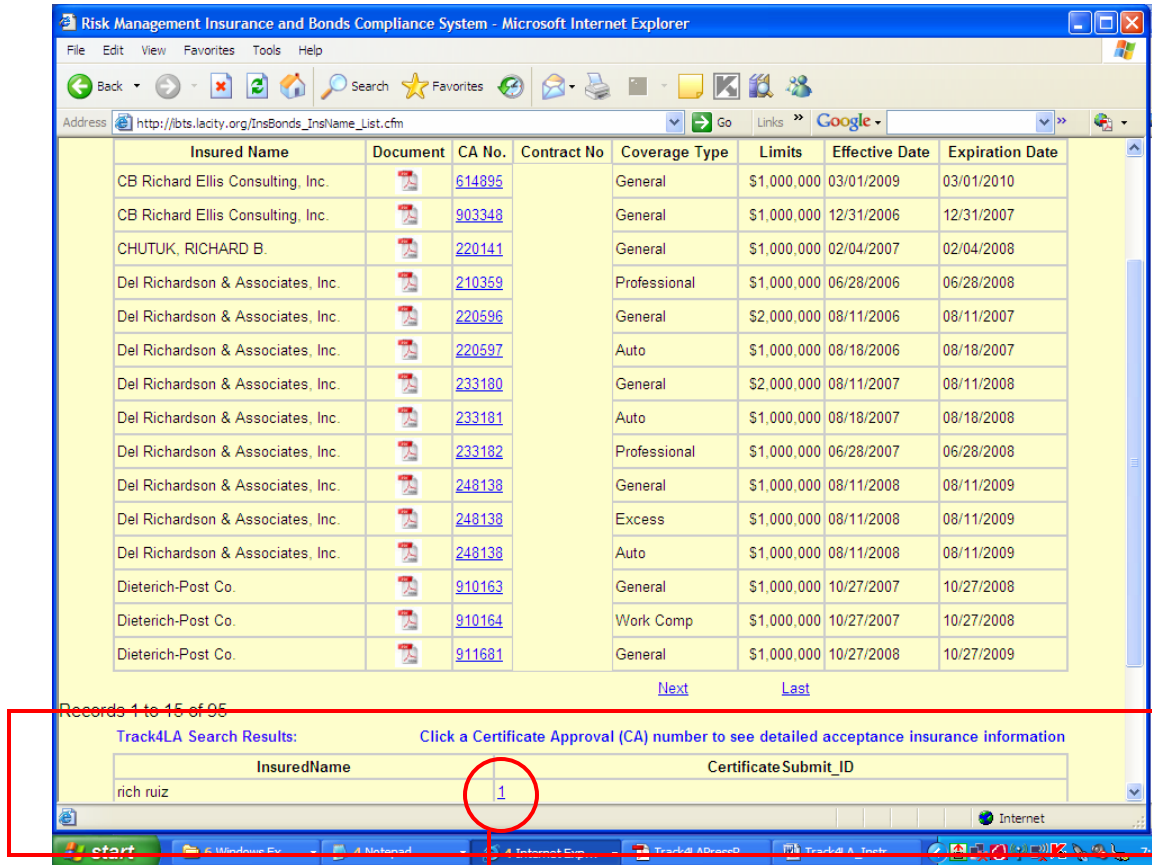 Risk Management Insurance and Bonds Compliance System - Microsoft Internet Explorer
File Edit View Favorites Tools Help
Back Search Favorites
Address http://ibts.lacity.org/InsBonds_InsName_List.cfm Go Links » Google »
Insured Name Document CA No. Contract No Coverage Type Limits Effective Date Expiration Date
CB Richard Ellis Consulting, Inc. 614895 General $1,000,000 03/01/2009 03/01/2010
CB Richard Ellis Consulting, Inc. 903348 General $1,000,000 12/31/2006 12/31/2007
CHUTUK, RICHARD B. 220141 General $1,000,000 02/04/2007 02/04/2008
Del Richardson & Associates, Inc. 210359 Professional $1,000,000 06/28/2006 06/28/2008
Del Richardson & Associates, Inc. 220596 General $2,000,000 08/11/2006 08/11/2007
Del Richardson & Associates, Inc. 220597 Auto $1,000,000 08/18/2006 08/18/2007
Del Richardson & Associates, Inc. 233180 General $2,000,000 08/11/2007 08/11/2008
Del Richardson & Associates, Inc. 233181 Auto $1,000,000 08/18/2007 08/18/2008
Del Richardson & Associates, Inc. 233182 Professional $1,000,000 06/28/2007 06/28/2008
Del Richardson & Associates, Inc. 248138 General $1,000,000 08/11/2008 08/11/2009
Del Richardson & Associates, Inc. 248138 Excess $1,000,000 08/11/2008 08/11/2009
Del Richardson & Associates, Inc. 248138 Auto $1,000,000 08/11/2008 08/11/2009
Dieterich-Post Co. 910163 General $1,000,000 10/27/2007 10/27/2008
Dieterich-Post Co. 910164 Work Comp $1,000,000 10/27/2007 10/27/2008
Dieterich-Post Co. 911681 General $1,000,000 10/27/2008 10/27/2009
Next Last
Records 1 to 15 of 95
Track4LA Search Results: Click a Certificate Approval (CA) number to see detailed acceptance insurance information
InsuredName CertificateSubmit_ID
rich ruiz 1
Internet
start 6 Windows Ex... 4 Notepad 4 Internet Exp... Track4LAPressR... Track4LA_Instr...